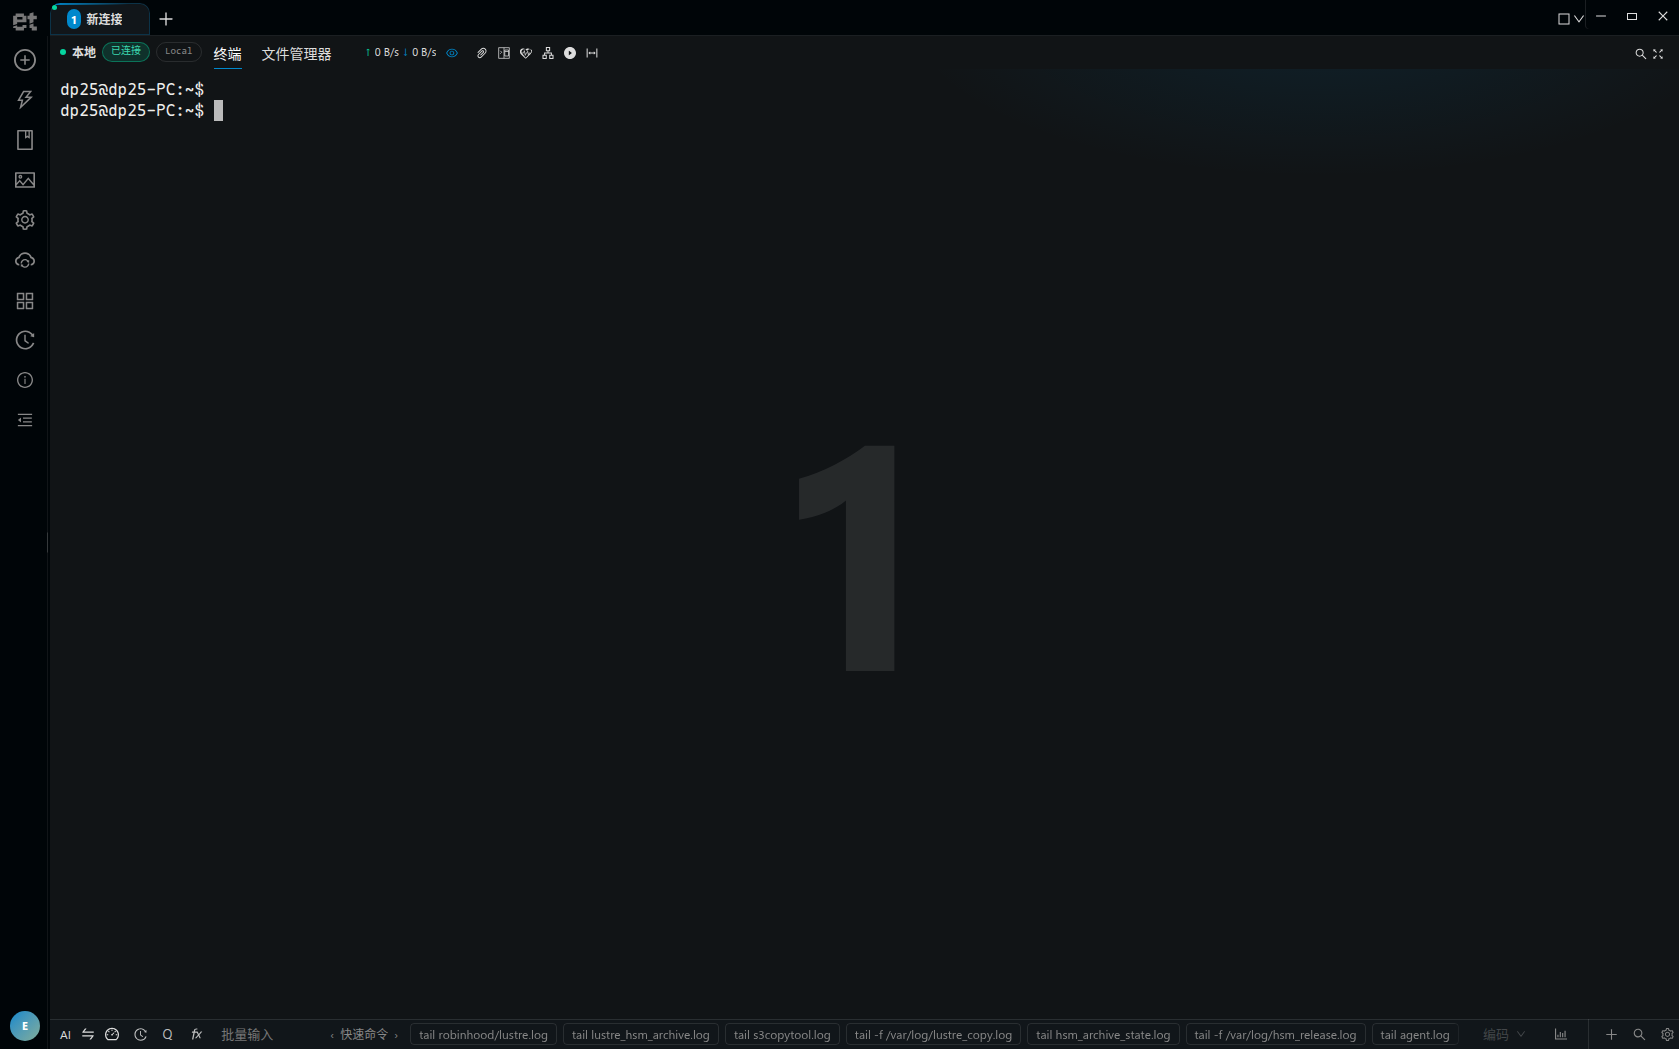 et
1 新连接
本地 已连接 Local 终端 文件管理器 ↑ 0 B/s ↓ 0 B/s
dp25@dp25-PC:~$
dp25@dp25-PC:~$
1
E
AI Q fx 批量输入 ‹ 快速命令 › tail robinhood/lustre.log tail lustre_hsm_archive.log tail s3copytool.log tail -f /var/log/lustre_copy.log tail hsm_archive_state.log tail -f /var/log/hsm_release.log tail agent.log 编码